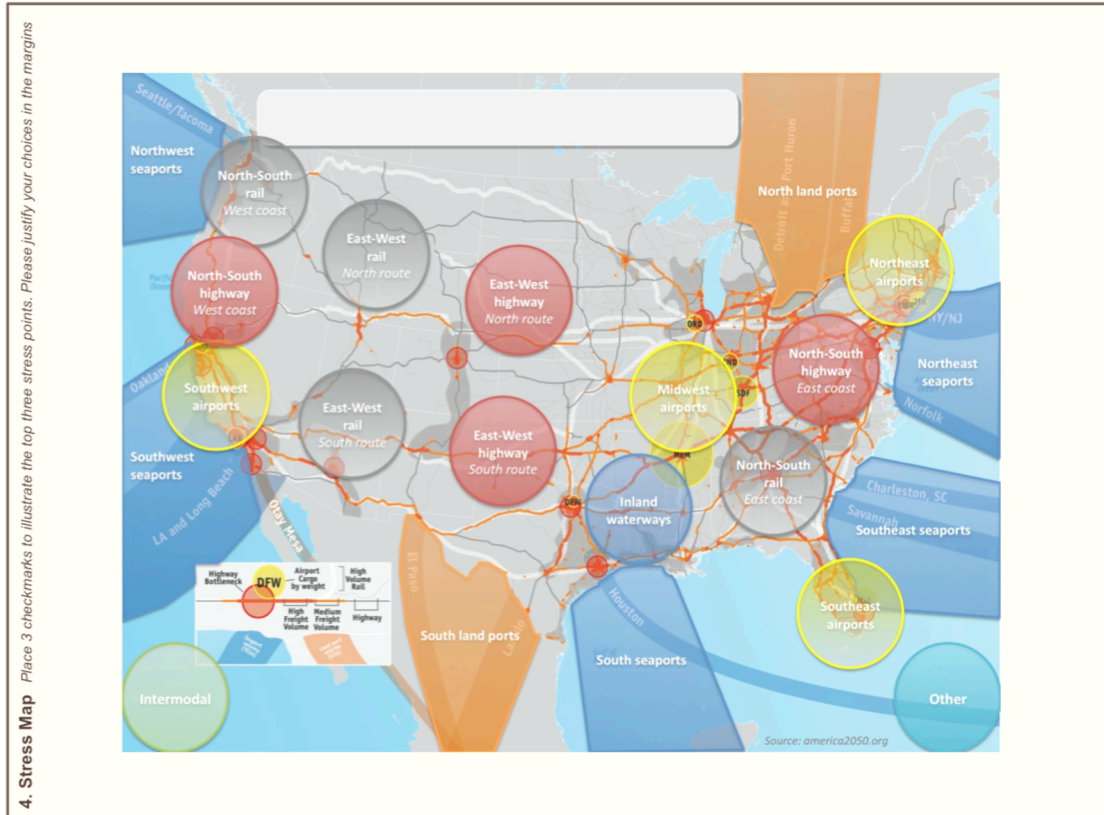 4. Stress Map Place 3 checkmarks to illustrate the top three stress points. Please justify your choices in the margins
Seattle/Tacoma
Northwest
seaports
North-South
rail
West coast
East-West
rail
North route
North-South
highway
West coast
East-West
highway
North route
North land ports
Detroit and Port Huron
Buffalo
Northeast
airports
NY/NJ
Northeast
seaports
Norfolk
North-South
highway
East coast
ORD
IND
SDF
Midwest
airports
MEM
Oakland
Southwest
airports
LAX
Southwest
seaports
LA and Long Beach
Otay Mesa
East-West
rail
South route
East-West
highway
South route
DFW
Inland
waterways
North-South
rail
East coast
Charleston, SC
Savannah
Southeast seaports
Southeast
airports
El Paso
Laredo
South land ports
Houston
South seaports
Highway
Bottleneck
DFW
Airport
Cargo
by weight
High
Volume
Rail
High
Freight
Volume
Medium
Freight
Volume
Highway
Intermodal
Other
Source: america2050.org